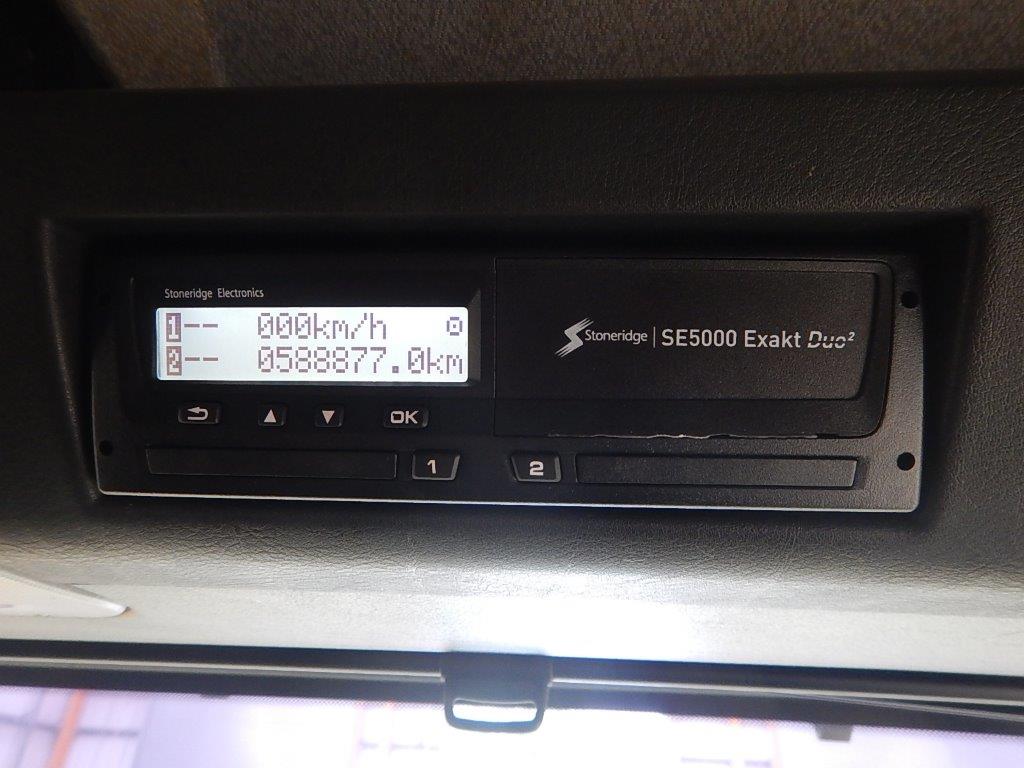 Stoneridge Electronics
1-- 000km/h
2-- 0588877.0km
Stoneridge | SE5000 Exakt Duo²
OK
1
2